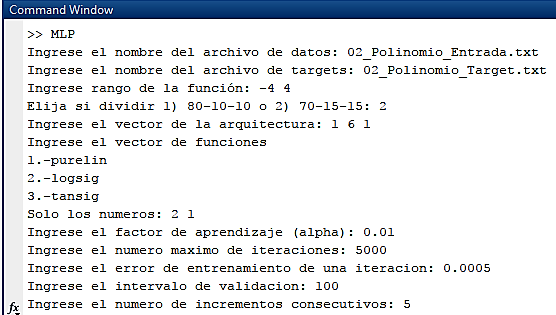 Command Window
>> MLP
Ingrese el nombre del archivo de datos: 02_Polinomio_Entrada.txt
Ingrese el nombre del archivo de targets: 02_Polinomio_Target.txt
Ingrese rango de la función: -4 4
Elija si dividir 1) 80-10-10 o 2) 70-15-15: 2
Ingrese el vector de la arquitectura: 1 6 1
Ingrese el vector de funciones
1.-purelin
2.-logsig
3.-tansig
Solo los numeros: 2 1
Ingrese el factor de aprendizaje (alpha): 0.01
Ingrese el numero maximo de iteraciones: 5000
Ingrese el error de entrenamiento de una iteracion: 0.0005
Ingrese el intervalo de validacion: 100
fx Ingrese el numero de incrementos consecutivos: 5